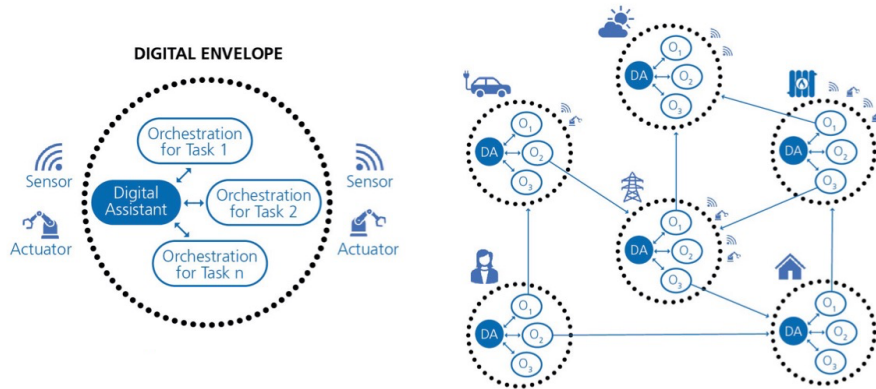 DIGITAL ENVELOPE
Orchestration
for Task 1
Sensor
Sensor
Digital
Assistant
Orchestration
for Task 2
Actuator
Actuator
Orchestration
for Task n
O1
DA
O2
O3
O1
DA
O2
O3
O1
DA
O2
O3
O1
DA
O2
O3
O1
DA
O2
O3
O1
DA
O2
O3